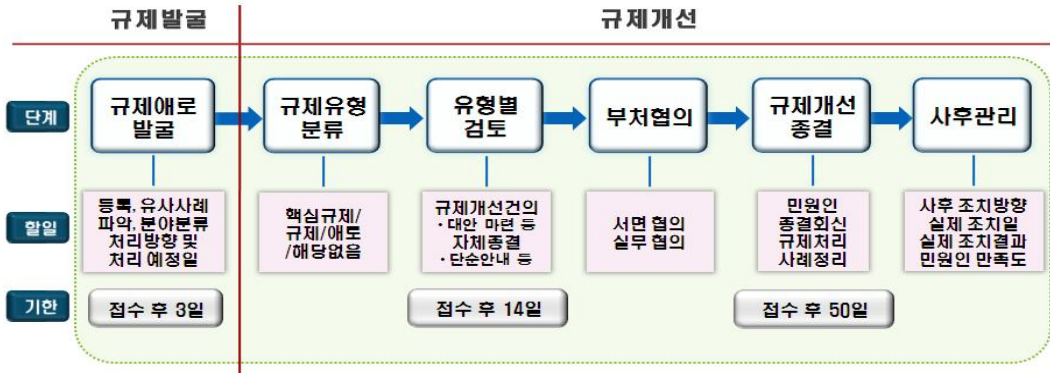 규제발굴
규제개선
단계
규제애로
발굴
규제유형
분류
유형별
검토
부처협의
규제개선
종결
사후관리
할일
등록, 유사사례
파악, 분야분류
처리방향 및
처리 예정일
핵심규제/
규제/애로
/해당없음
규제개선건의
· 대안 마련 등
자체종결
· 단순안내 등
서면 협의
실무 협의
민원인
종결회신
규제처리
사례정리
사후 조치방향
실제 조치일
실제 조치결과
민원인 만족도
기한
접수 후 3일
접수 후 14일
접수 후 50일